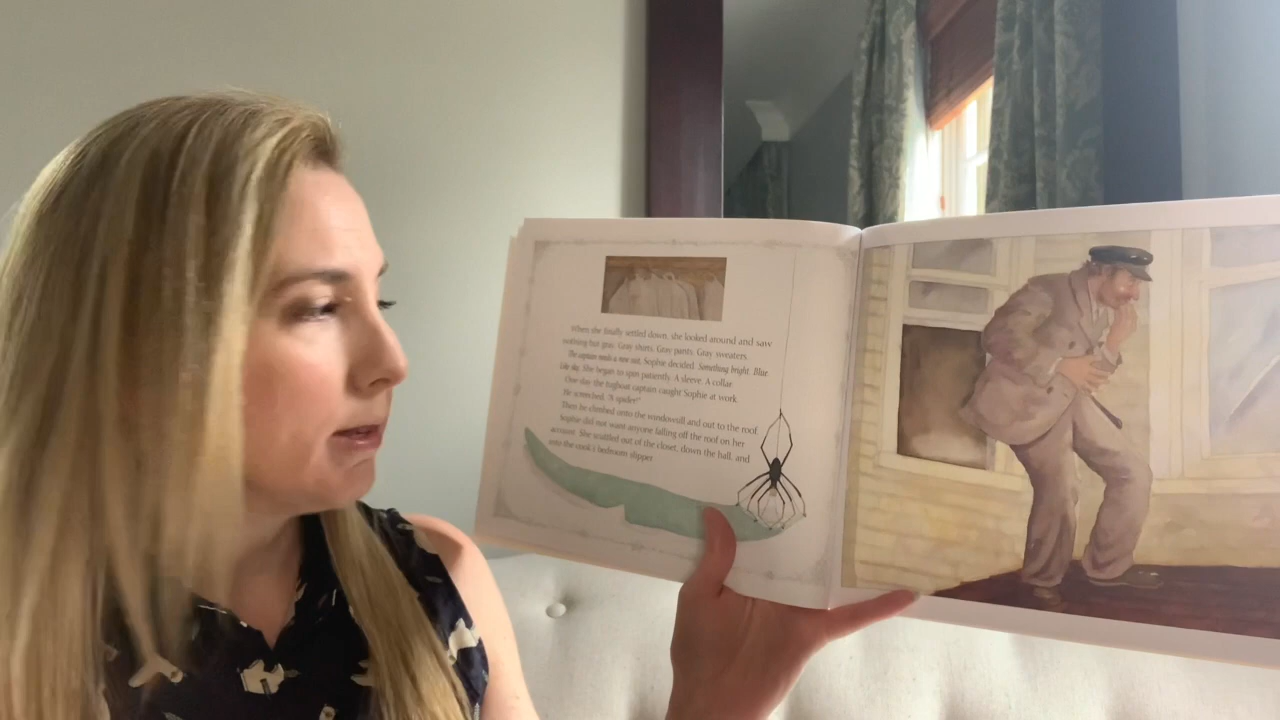 When she finally settled down, she looked around and saw
nothing but gray. Gray shirts. Gray pants. Gray sweaters.
The captain needs a new suit, Sophie decided. Something bright. Blue
like sky. She began to spin patiently. A sleeve. A collar.
One day the tugboat captain caught Sophie at work.
He screeched, "A spider!"
Then he climbed onto the windowsill and out to the roof.
Sophie did not want anyone falling off the roof on her
account. She scuttled out of the closet, down the hall, and
onto the cook's bedroom slipper.